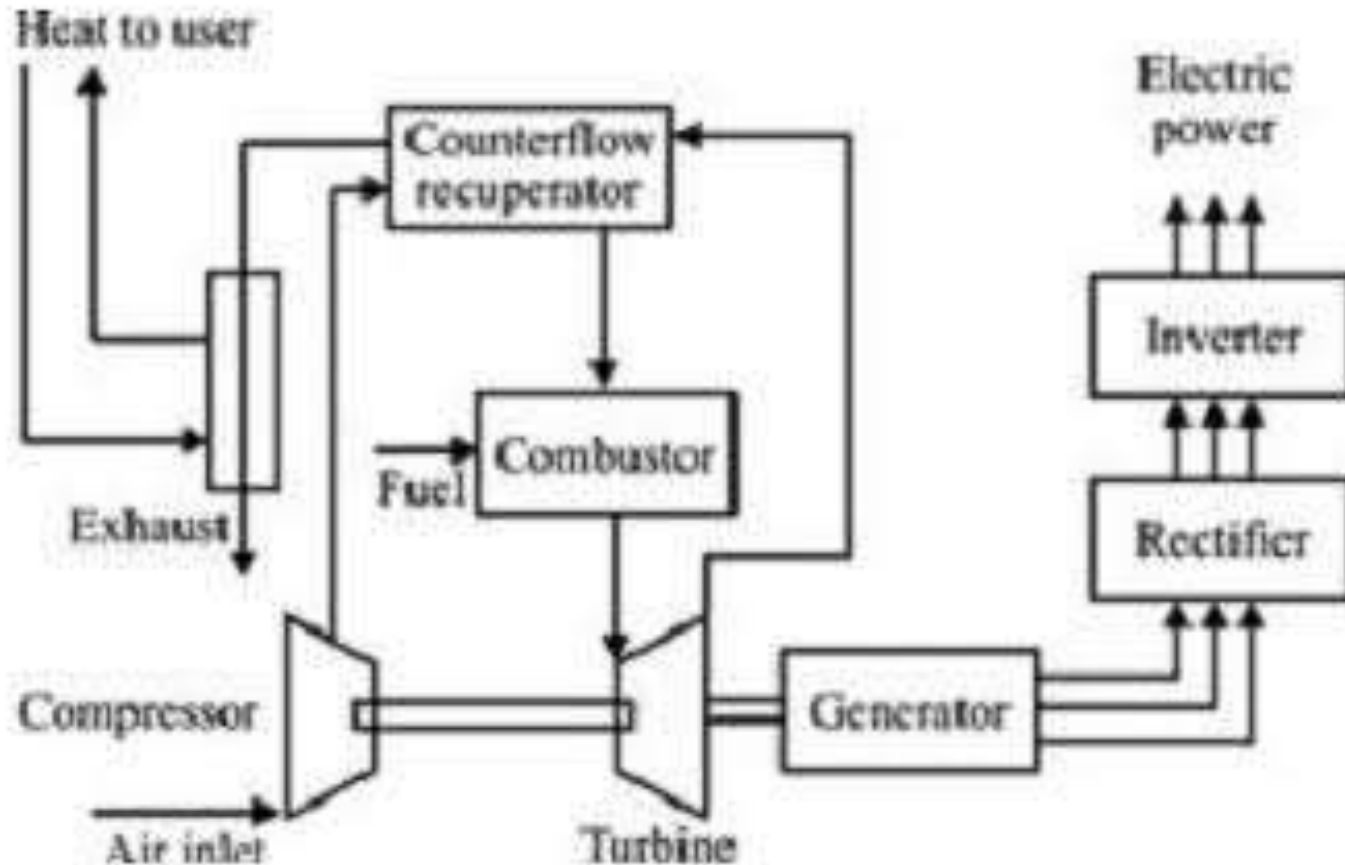 Heat to user
Electric
power
Counterflow
recuperator
Inverter
Combustor
Fuel
Exhaust
Rectifier
Compressor
Generator
Air inlet
Turbine